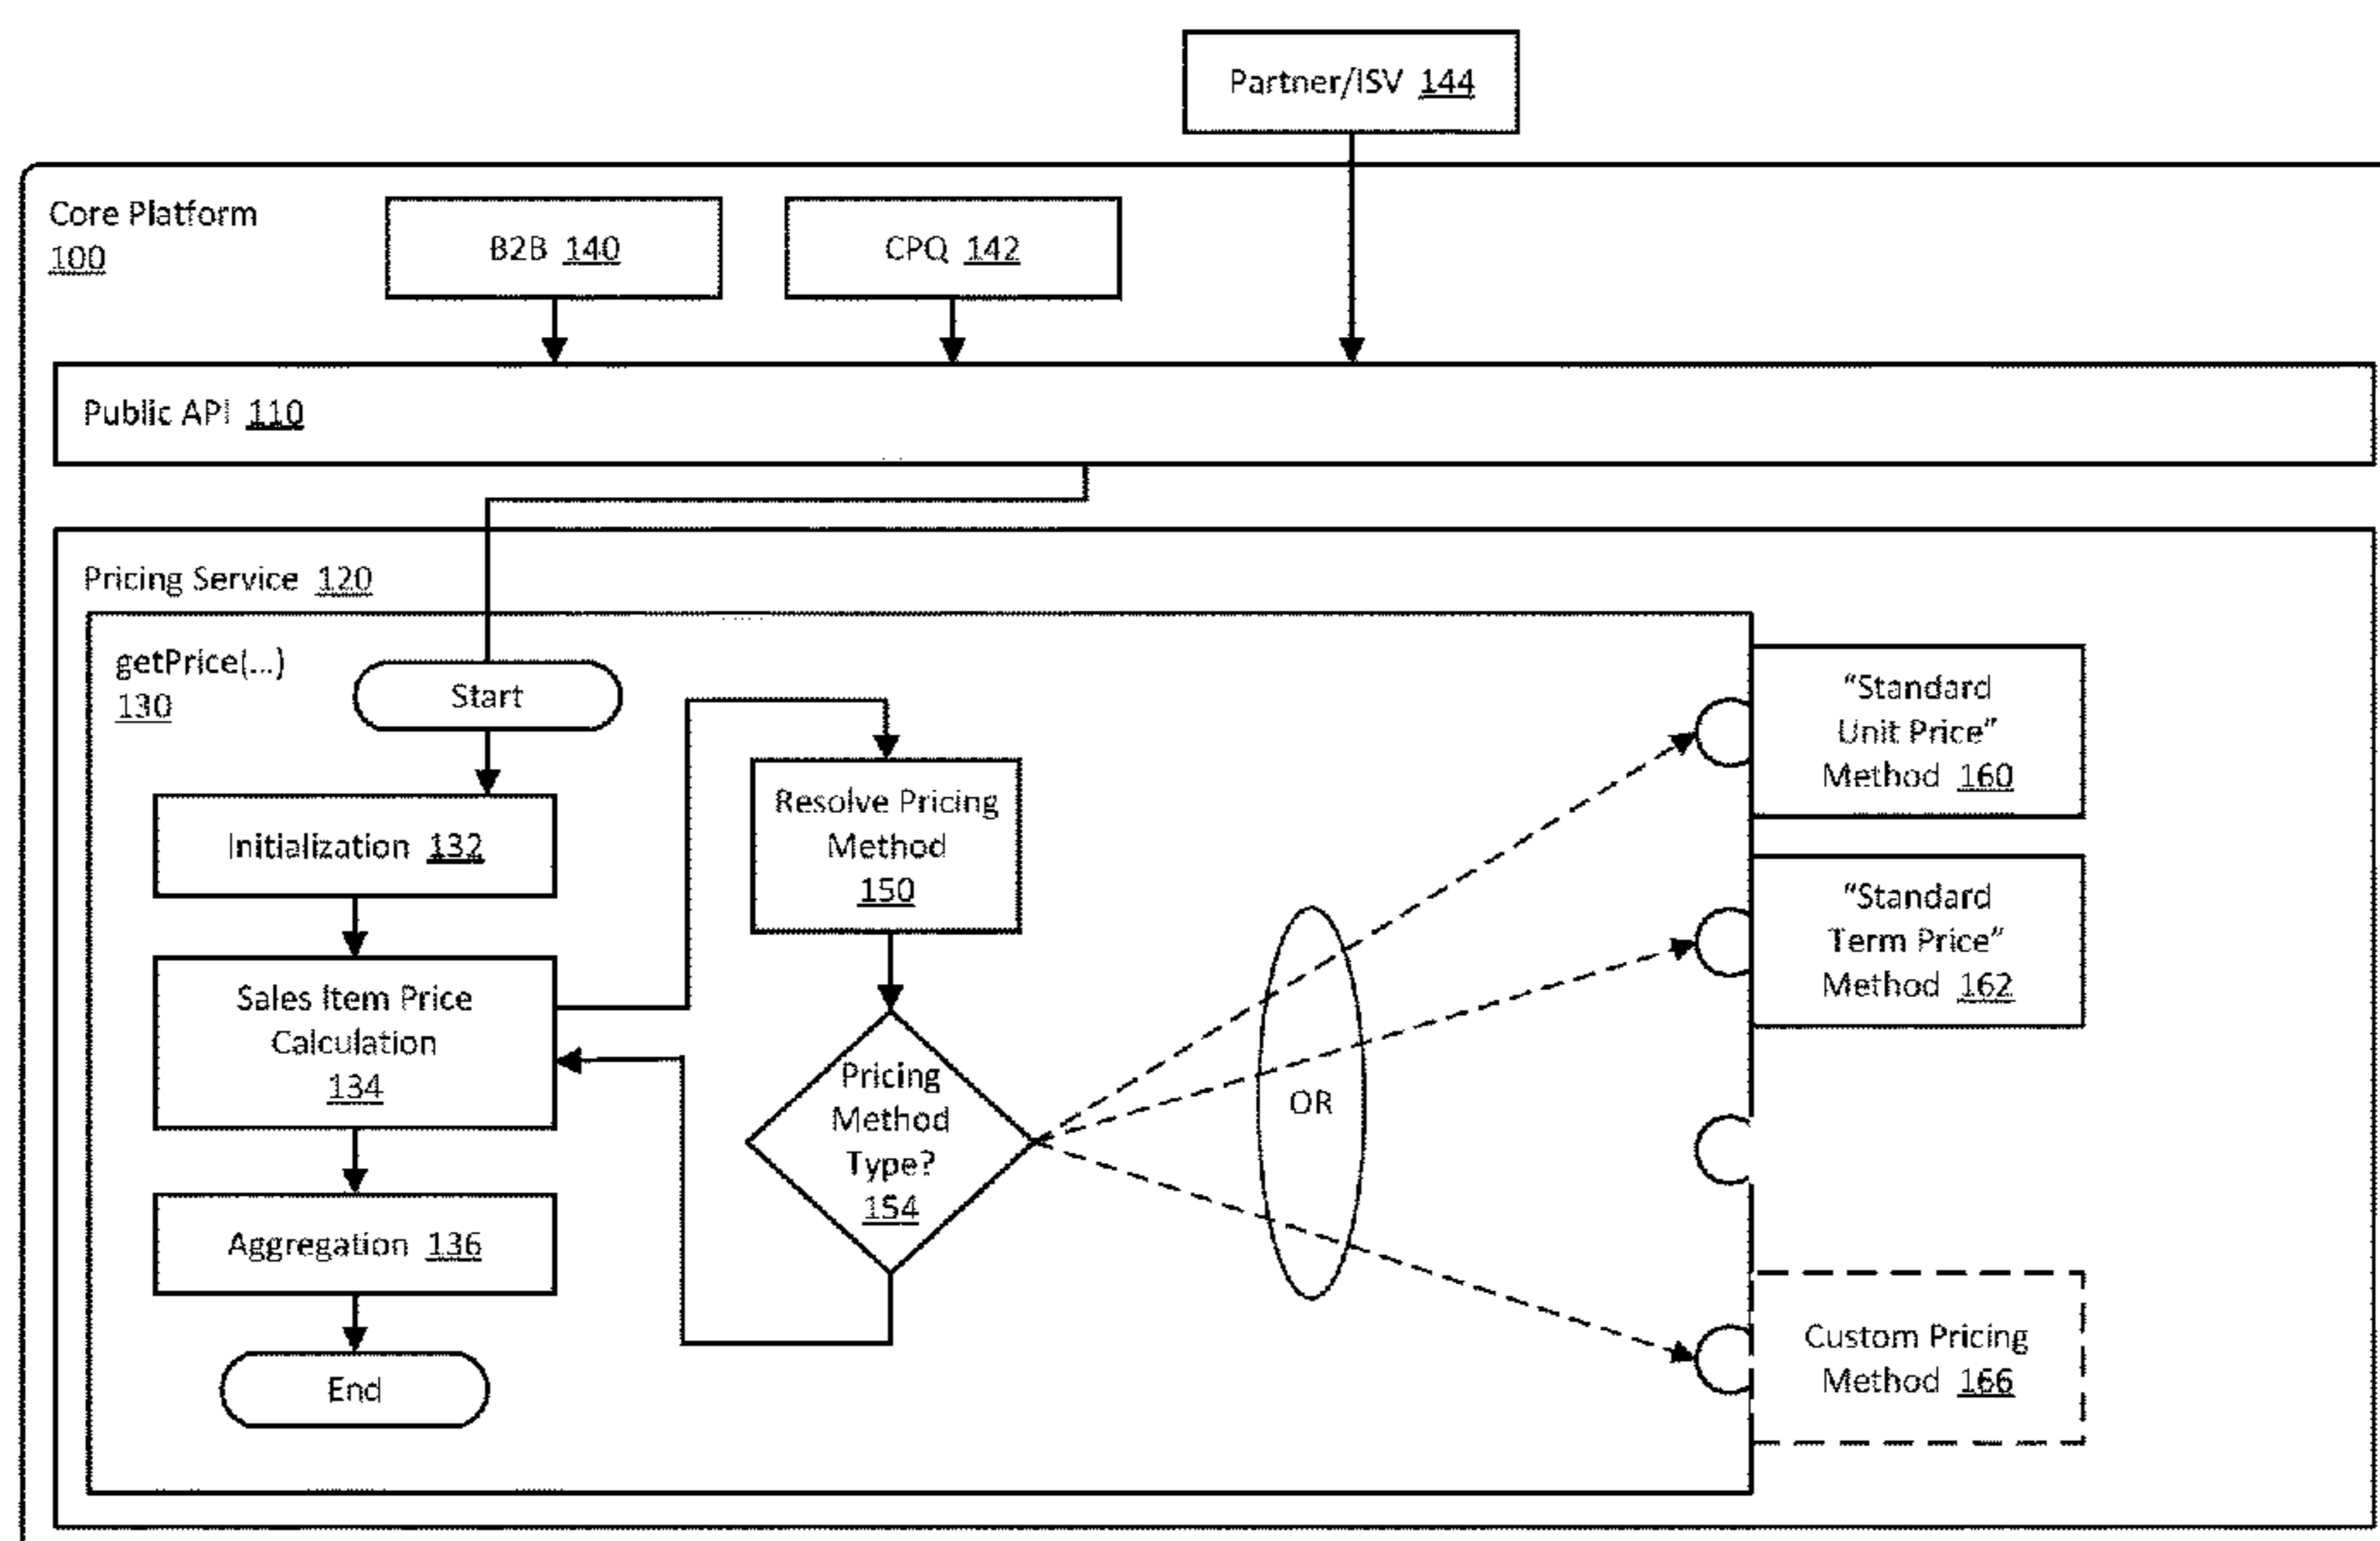 Partner/ISV 144
Core Platform
100
B2B 140
CPQ 142
Public API 110
Pricing Service 120
getPrice(...)
130
Start
Initialization 132
Sales Item Price
Calculation
134
Aggregation 136
End
Resolve Pricing
Method
150
Pricing
Method
Type?
154
OR
“Standard
Unit Price”
Method 160
“Standard
Term Price”
Method 162
Custom Pricing
Method 166